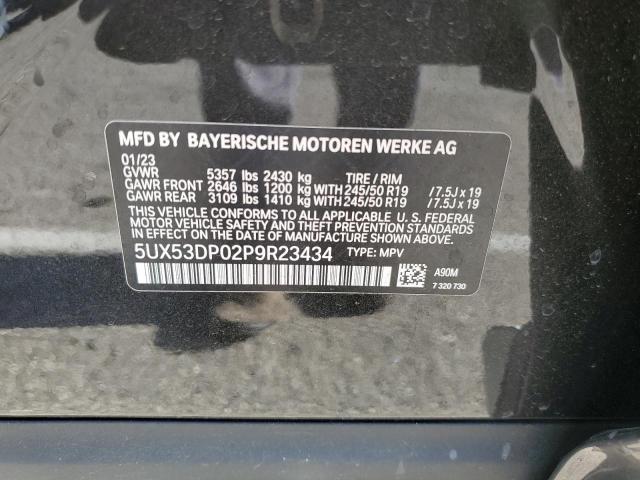 MFD BY BAYERISCHE MOTOREN WERKE AG
01/23
GVWR 5357 lbs 2430 kg TIRE / RIM
GAWR FRONT 2646 lbs 1200 kg WITH 245/50 R19 / 7.5J x 19
GAWR REAR 3109 lbs 1410 kg WITH 245/50 R19 / 7.5J x 19
THIS VEHICLE CONFORMS TO ALL APPLICABLE U. S. FEDERAL
MOTOR VEHICLE SAFETY AND THEFT PREVENTION STANDARDS
IN EFFECT ON THE DATE OF MANUFACTURE SHOWN ABOVE.
5UX53DP02P9R23434 TYPE: MPV
A90M
7 320 730